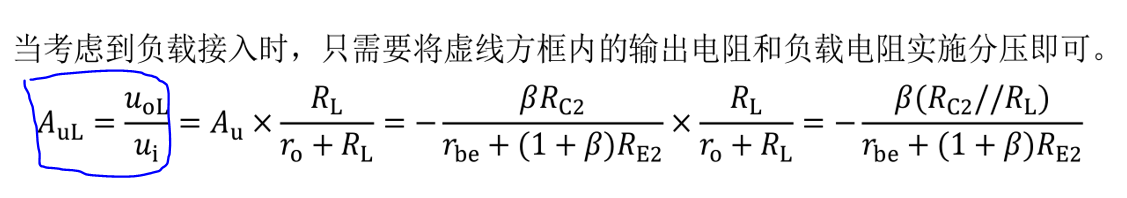 当考虑到负载接入时，只需要将虚线方框内的输出电阻和负载电阻实施分压即可。
A_uL = u_oL/u_i = A_u × R_L/(r_o + R_L) = −βR_C2/(r_be + (1 + β)R_E2) × R_L/(r_o + R_L) = −β(R_C2//R_L)/(r_be + (1 + β)R_E2)